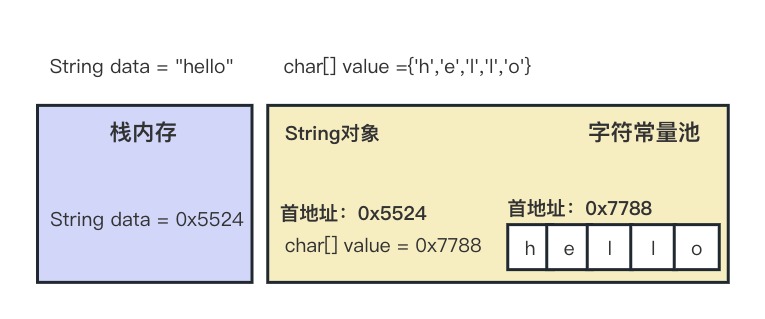 String data = "hello"
char[] value ={'h','e','l','l','o'}
栈内存
String data = 0x5524
String对象
字符常量池
首地址：0x5524
char[] value = 0x7788
首地址：0x7788
h e l l o